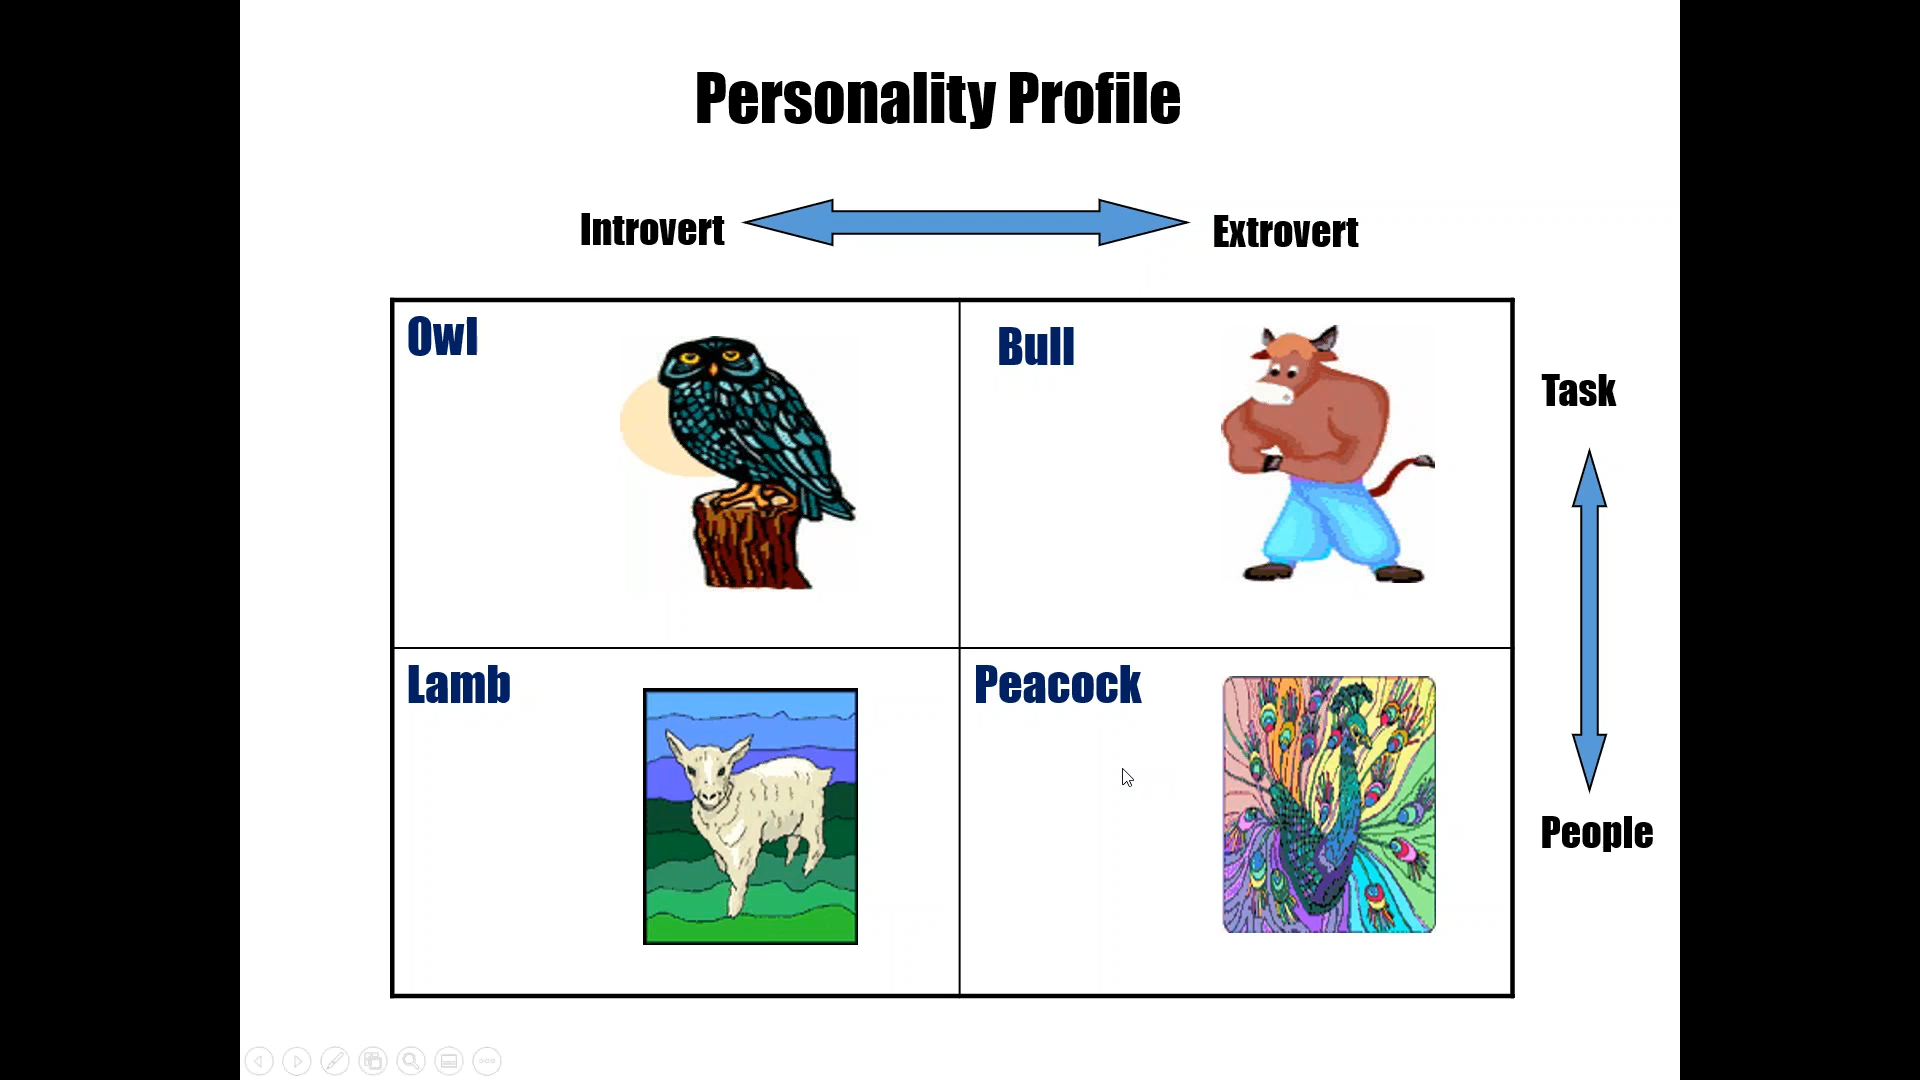 Personality Profile
Introvert
Extrovert
Owl
Bull
Task
Lamb
Peacock
People